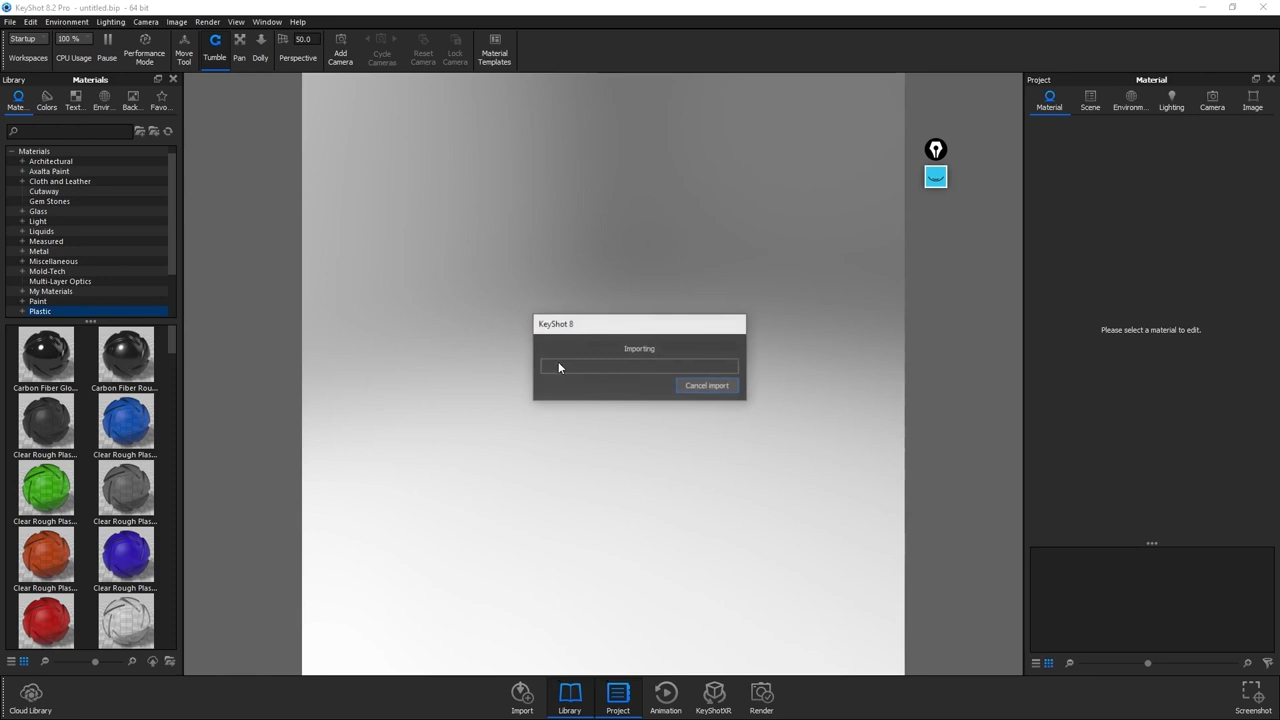 KeyShot 8.2 Pro - untitled.bip - 64 bit
File Edit Environment Lighting Camera Image Render View Window Help
Startup 100 % 50.0
Workspaces CPU Usage Pause Performance Mode Move Tool Tumble Pan Dolly Perspective Add Camera Cycle Cameras Reset Camera Lock Camera Material Templates
Library Materials
Mate... Colors Text... Envir... Back... Favo...
Materials
Architectural
Axalta Paint
Cloth and Leather
Cutaway
Gem Stones
Glass
Light
Liquids
Measured
Metal
Miscellaneous
Mold-Tech
Multi-Layer Optics
My Materials
Paint
Plastic
Carbon Fiber Glo... Carbon Fiber Rou...
Clear Rough Plas... Clear Rough Plas...
Clear Rough Plas... Clear Rough Plas...
Clear Rough Plas... Clear Rough Plas...
KeyShot 8
Importing
Cancel import
Project Material
Material Scene Environm... Lighting Camera Image
Please select a material to edit.
Cloud Library Import Library Project Animation KeyShotXR Render Screenshot